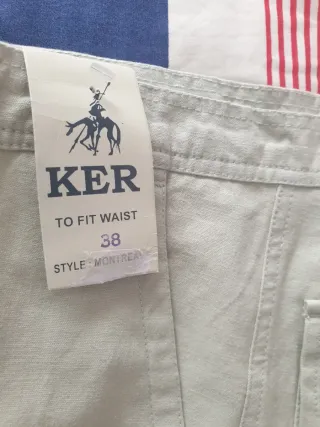 KER
TO FIT WAIST
38
STYLE MONTREAL